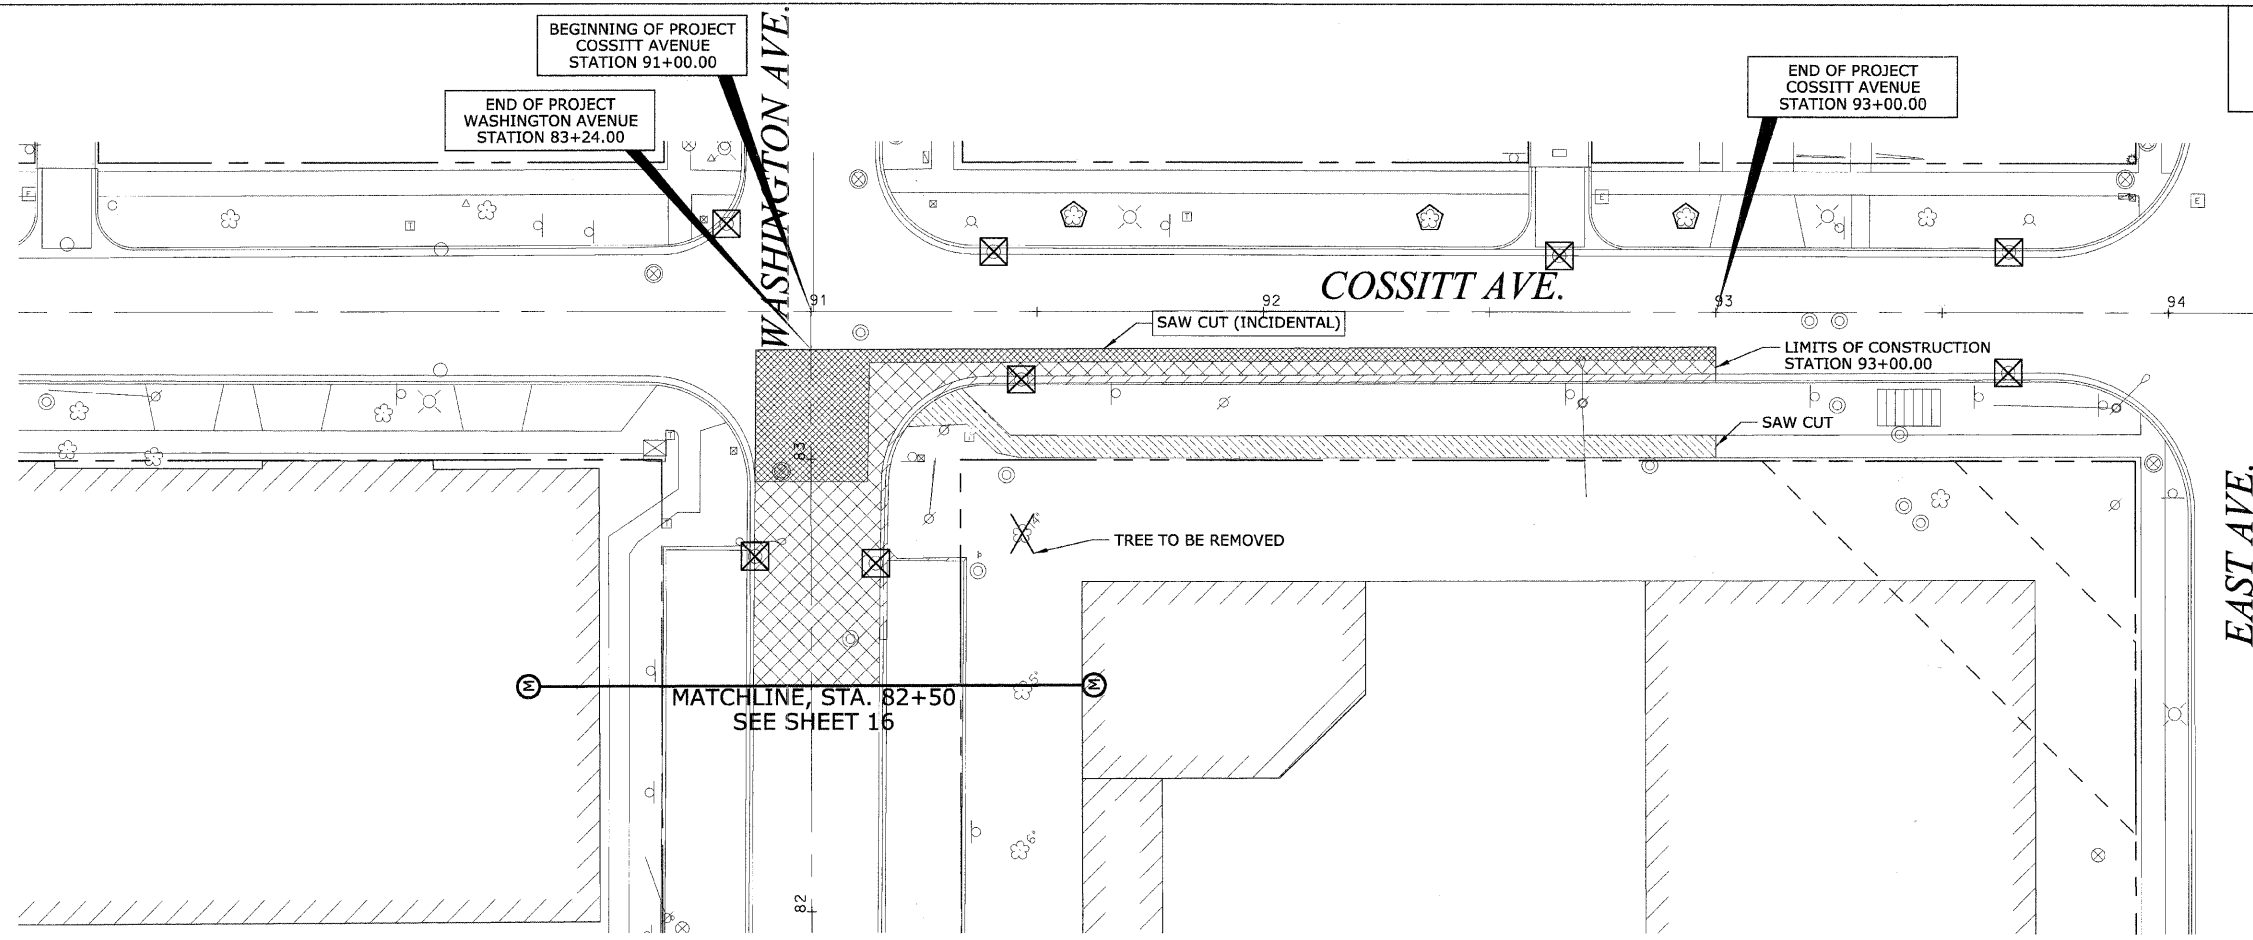 BEGINNING OF PROJECT
COSSITT AVENUE
STATION 91+00.00
END OF PROJECT
WASHINGTON AVENUE
STATION 83+24.00
WASHINGTON AVE.
END OF PROJECT
COSSITT AVENUE
STATION 93+00.00
E
T
T
E
E
COSSITT AVE.
91
92
93
94
SAW CUT (INCIDENTAL)
LIMITS OF CONSTRUCTION
STATION 93+00.00
SAW CUT
83
EAST AVE.
TREE TO BE REMOVED
M
M
MATCHLINE, STA. 82+50
SEE SHEET 16
5"
6"
82